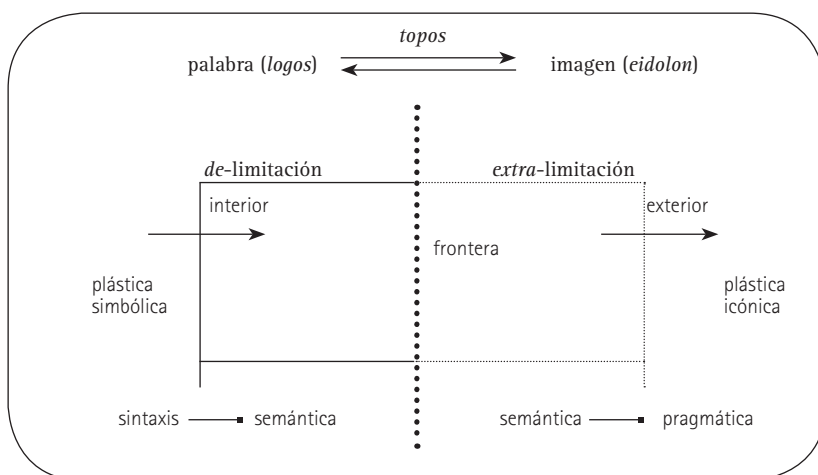 topos
palabra (logos)
imagen (eidolon)
de-limitación
extra-limitación
interior
exterior
frontera
plástica
simbólica
plástica
icónica
sintaxis
semántica
semántica
pragmática